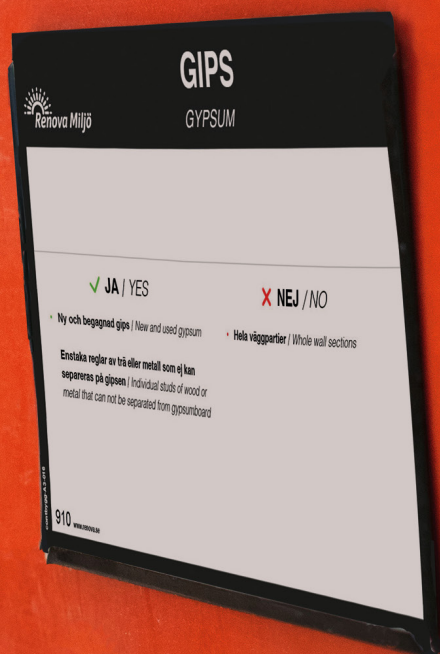 GIPS
GYPSUM
Renova Miljö
JA / YES
Ny och begagnad gips / New and used gypsum
Enstaka reglar av trä eller metall som ej kan
separeras på gipsen / Individual studs of wood or
metal that can not be separated from gypsumboard
NEJ / NO
Hela väggpartier / Whole wall sections
910 www.renova.se